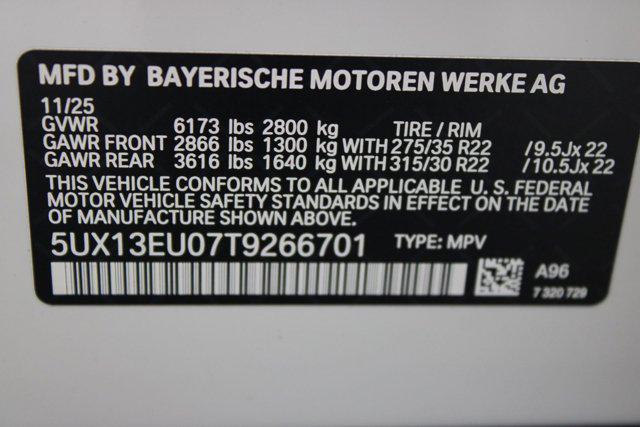 MFD BY BAYERISCHE MOTOREN WERKE AG
11/25
GVWR 6173 lbs 2800 kg TIRE / RIM
GAWR FRONT 2866 lbs 1300 kg WITH 275/35 R22 / 9.5Jx 22
GAWR REAR 3616 lbs 1640 kg WITH 315/30 R22 / 10.5Jx 22
THIS VEHICLE CONFORMS TO ALL APPLICABLE U. S. FEDERAL
MOTOR VEHICLE SAFETY STANDARDS IN EFFECT ON THE DATE OF
MANUFACTURE SHOWN ABOVE.
5UX13EU07T9266701 TYPE: MPV
A96
7 320 729